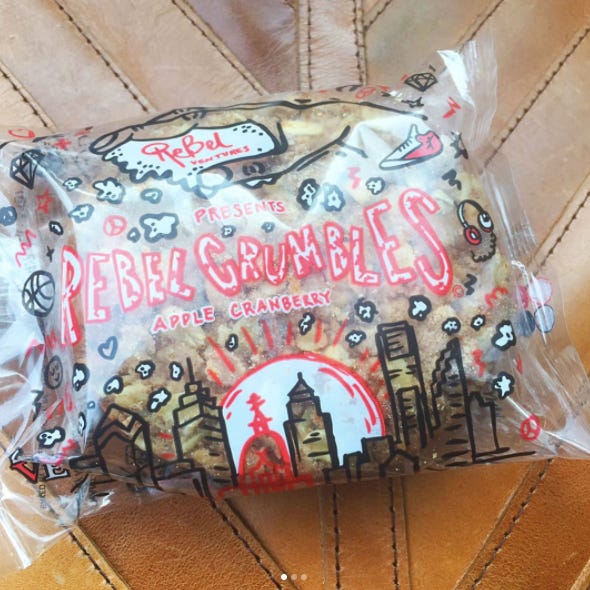 ReBel
VENTURES
PRESENTS
REBEL CRUMBLES
APPLE CRANBERRY